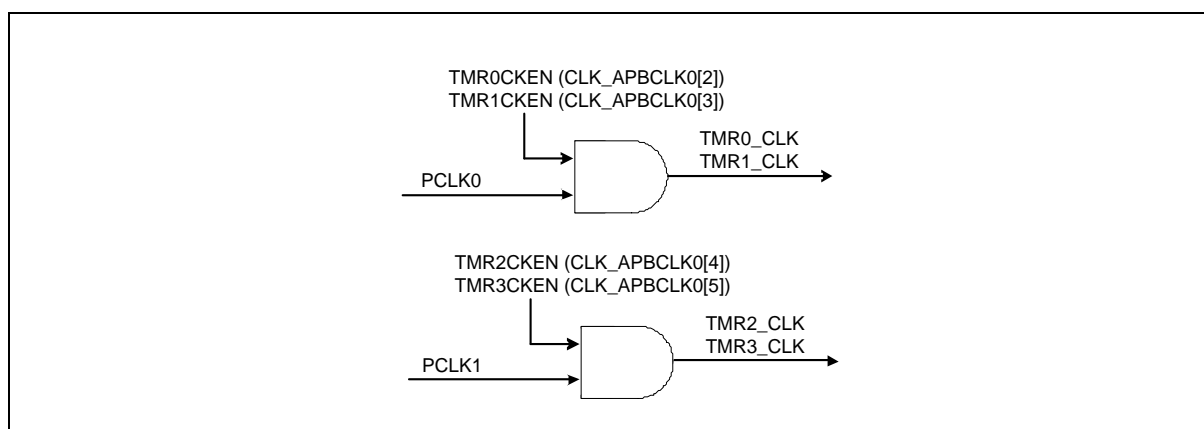 TMR0CKEN (CLK_APBCLK0[2])
TMR1CKEN (CLK_APBCLK0[3])
TMR0_CLK
TMR1_CLK
PCLK0
TMR2CKEN (CLK_APBCLK0[4])
TMR3CKEN (CLK_APBCLK0[5])
TMR2_CLK
TMR3_CLK
PCLK1